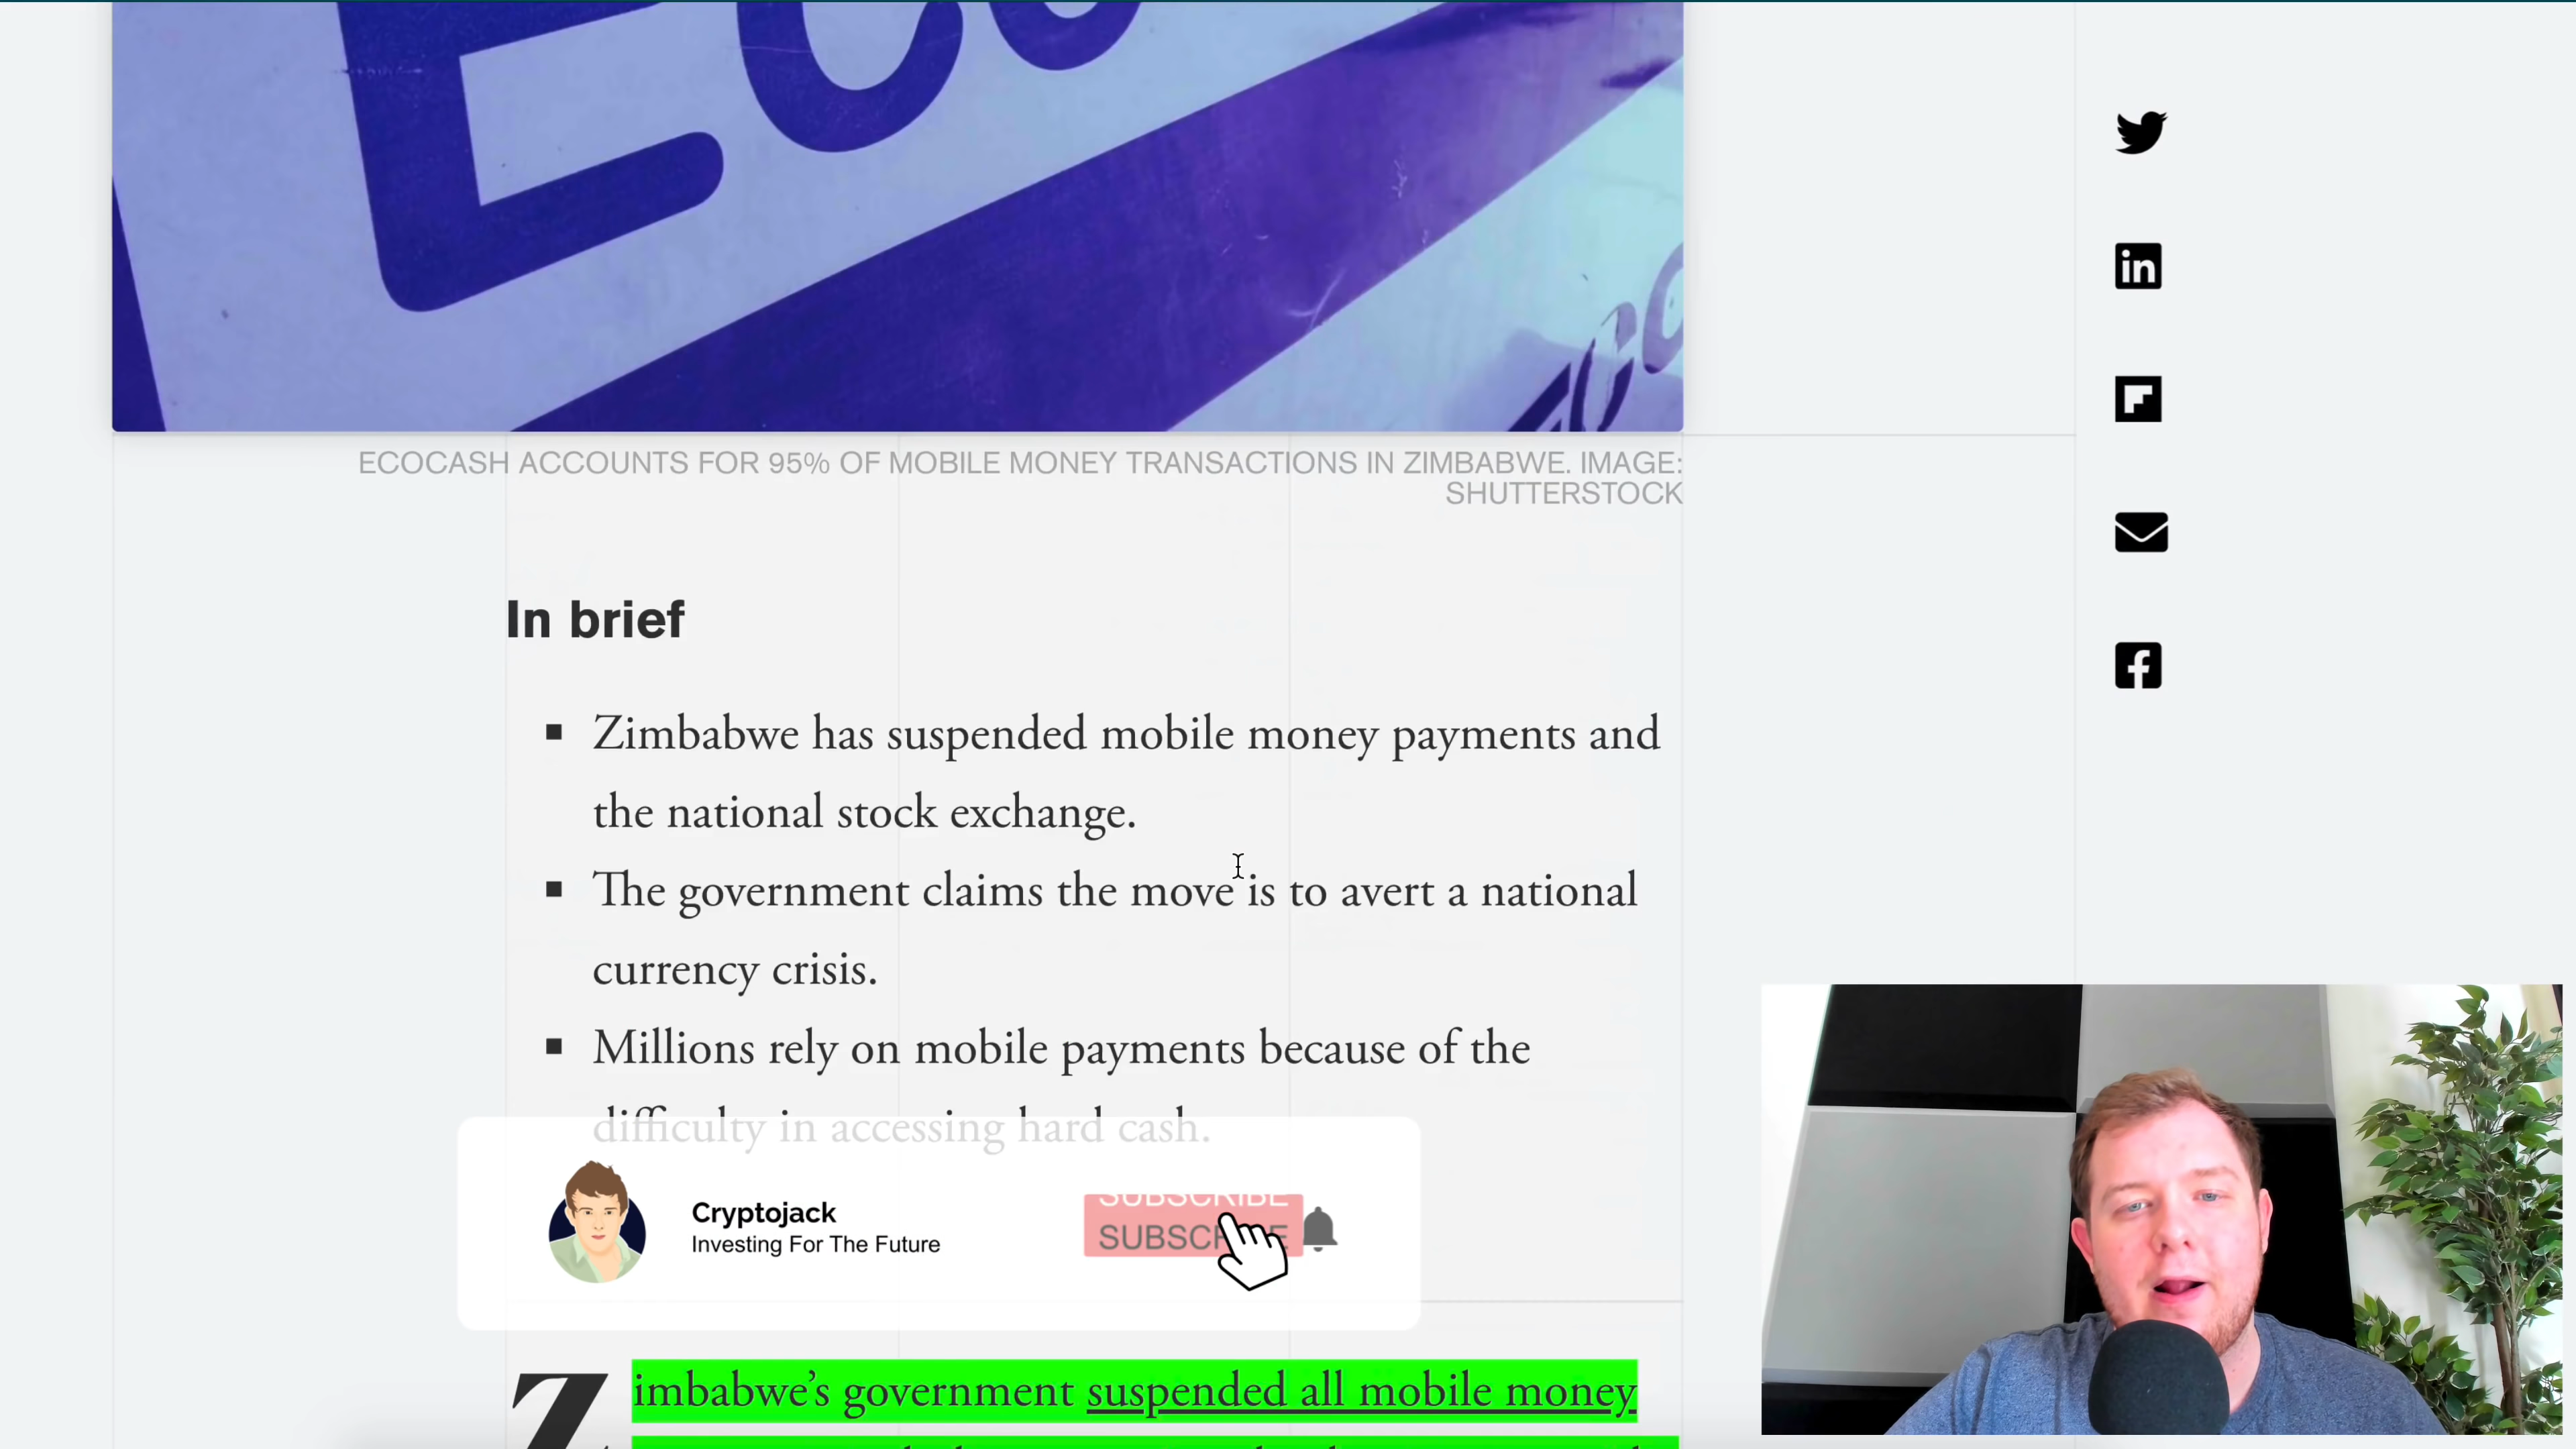 Eco
ECOCASH ACCOUNTS FOR 95% OF MOBILE MONEY TRANSACTIONS IN ZIMBABWE. IMAGE:
SHUTTERSTOCK
In brief
Zimbabwe has suspended mobile money payments and
the national stock exchange.
The government claims the move is to avert a national
currency crisis.
Millions rely on mobile payments because of the
difficulty in accessing hard cash.
Cryptojack
Investing For The Future
SUBSCRIBE
SUBSCRIBE
Zimbabwe’s government suspended all mobile money